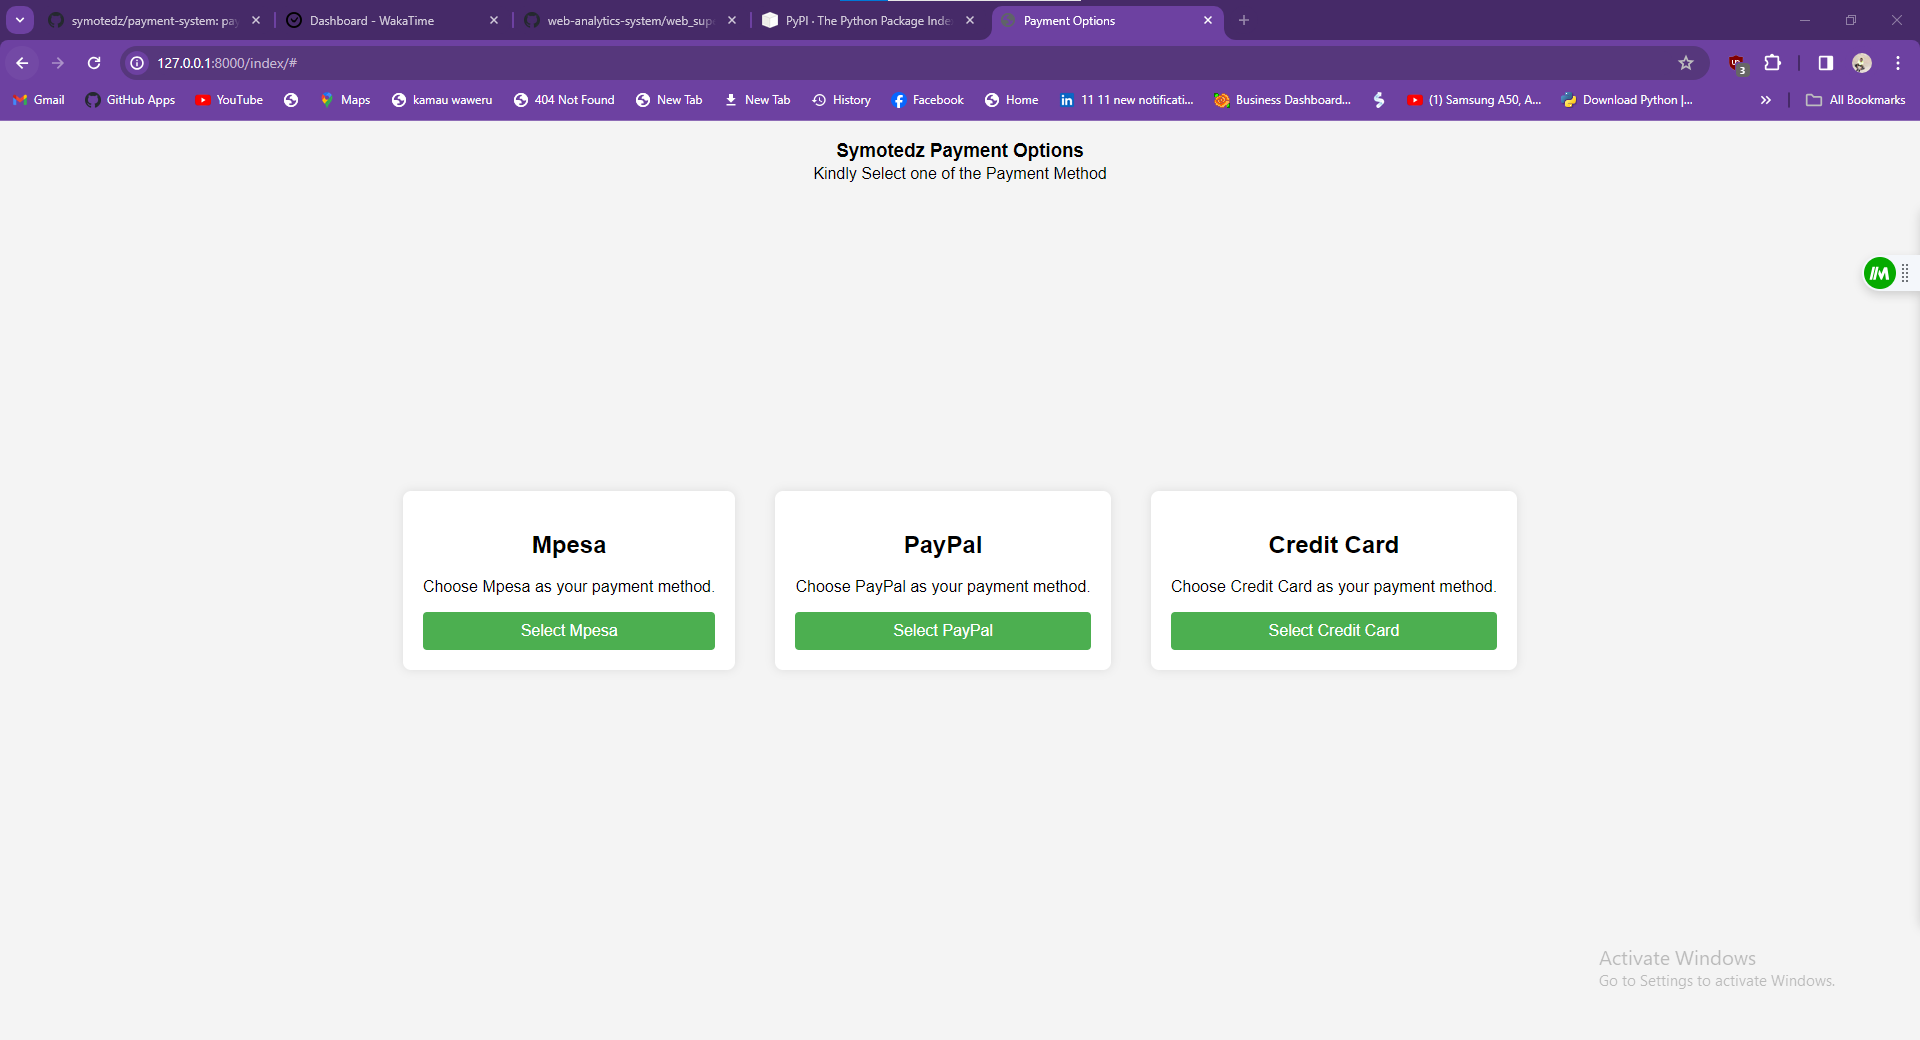 symotedz/payment-system: pay
Dashboard - WakaTime
web-analytics-system/web_sup
PyPI · The Python Package Inde
Payment Options
127.0.0.1:8000/index/#
3
Gmail
GitHub Apps
YouTube
Maps
kamau waweru
404 Not Found
New Tab
New Tab
History
Facebook
Home
11 11 new notificati...
Business Dashboard...
(1) Samsung A50, A...
Download Python |...
All Bookmarks
Symotedz Payment Options
Kindly Select one of the Payment Method
Mpesa
Choose Mpesa as your payment method.
Select Mpesa
PayPal
Choose PayPal as your payment method.
Select PayPal
Credit Card
Choose Credit Card as your payment method.
Select Credit Card
Activate Windows
Go to Settings to activate Windows.